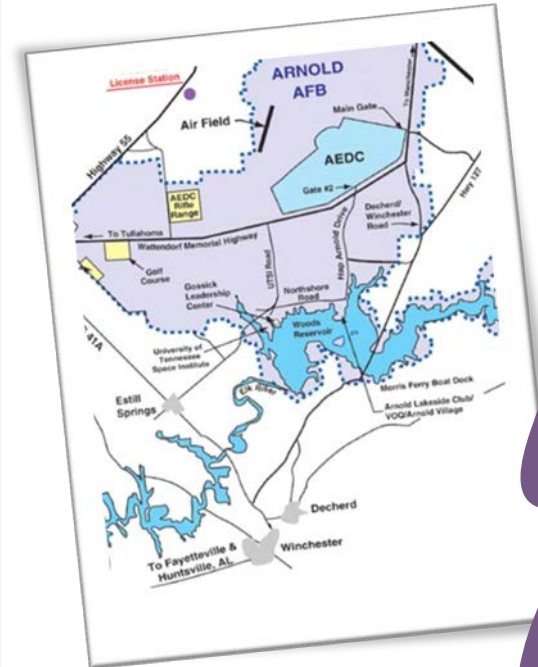 License Station
ARNOLD
AFB
Air Field
Highway 55
Main Gate
To Manchester
AEDC
Gate #2
Hwy 127
AEDC
Rifle
Range
Decherd/
Winchester
Road
To Tullahoma
Wattendorf Memorial Highway
Golf
Course
UTSI Road
Hap Arnold Drive
Gossick
Leadership
Center
Northshore
Road
Woods
Reservoir
41A
University of
Tennessee
Space Institute
Estill
Springs
Elk River
Morris Ferry Boat Dock
Arnold Lakeside Club/
VOQ/Arnold Village
Decherd
Winchester
To Fayetteville &
Huntsville, AL